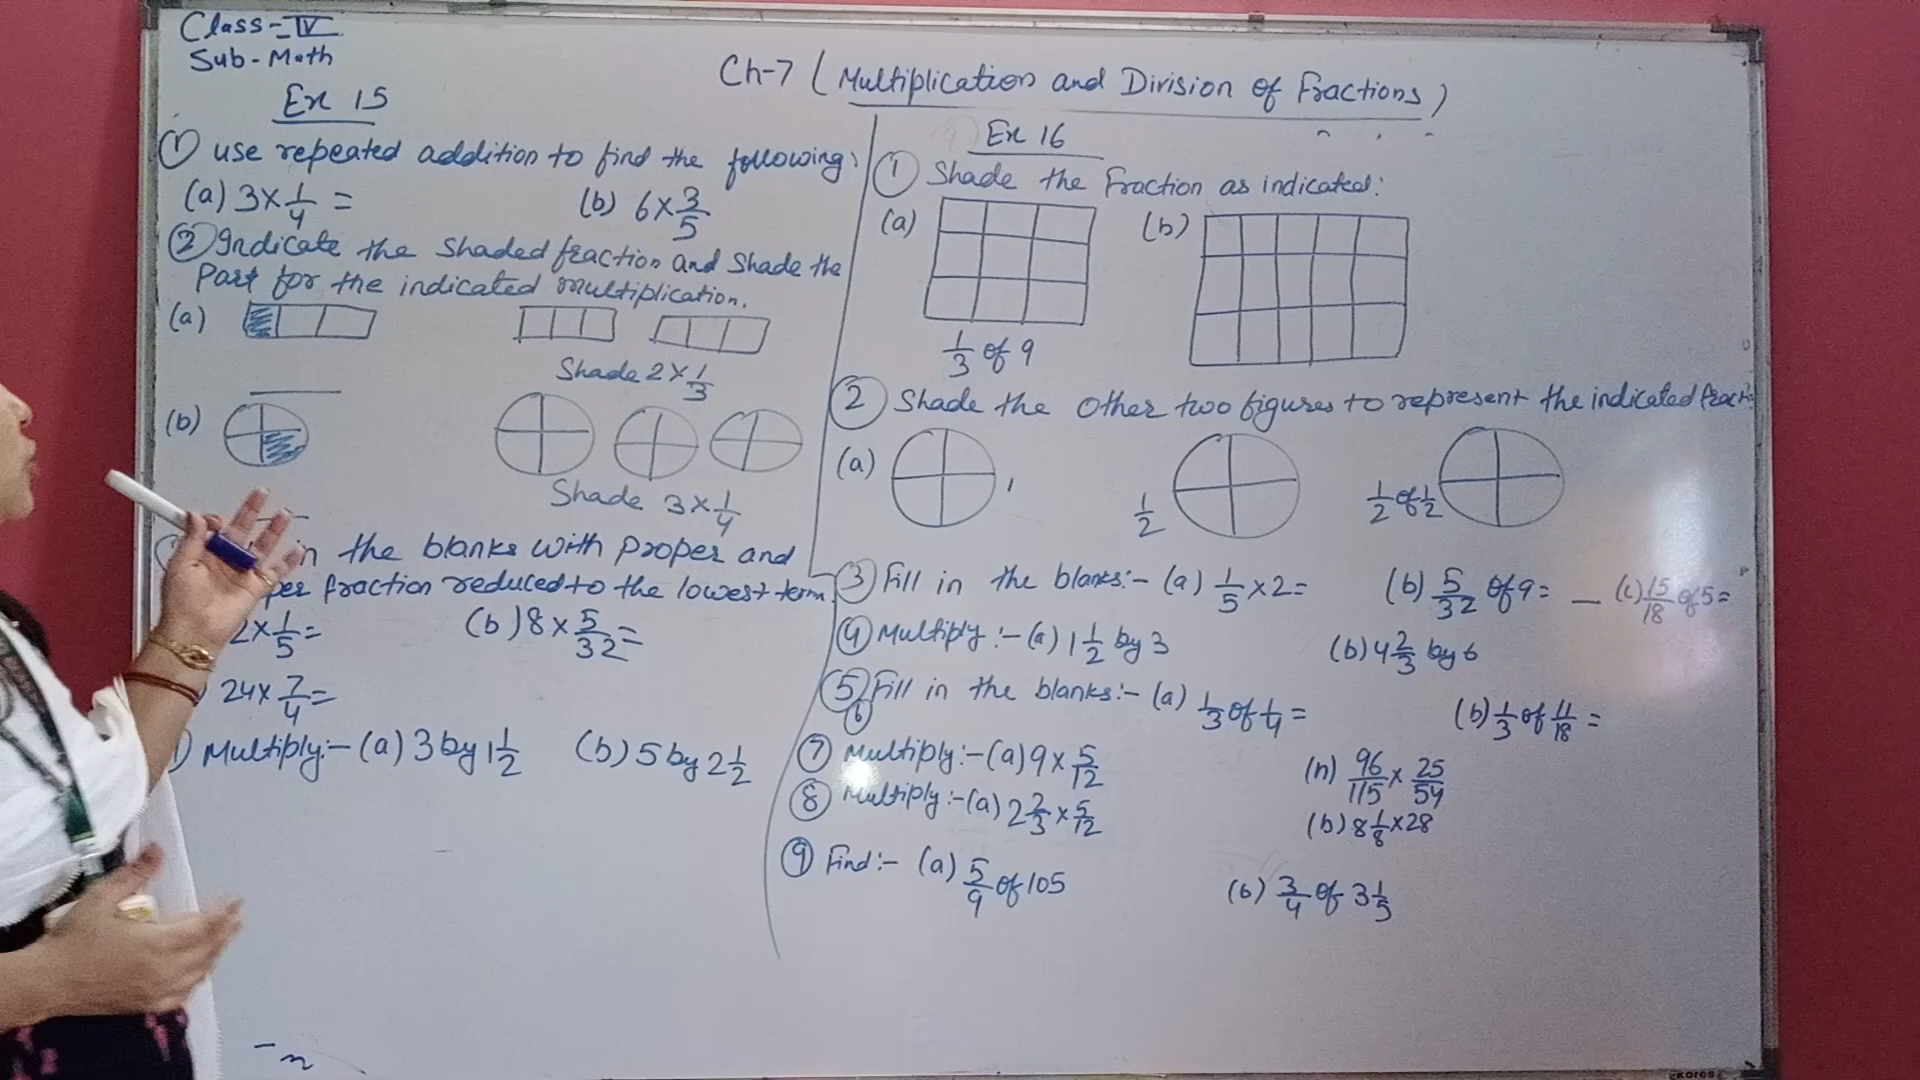 Class-IV
Sub-Math
Ch-7 (Multiplication and Division of Fractions)
Ex 15
① use repeated addition to find the following:
(a) 3×1/4 = (b) 6×3/5
② Indicate the shaded fraction and shade the
Part for the indicated multiplication.
(a)
Shade 2×1/3
(b)
Shade 3×1/4
in the blanks with proper and
fraction reduced to the lowest term.
2×1/5= (b) 8×5/32=
24×7/4=
Multiply:- (a) 3 by 1 1/2 (b) 5 by 2 1/2
Ex 16
① Shade the Fraction as indicated:
(a) (b)
1/3 of 9
② Shade the other two figures to represent the indicated fract
(a) 1 1/2 1/2 of 1/2
③ Fill in the blanks:- (a) 1/5×2= (b) 5/32 of 9= _ (c) 15/18 of 5=
④ Multiply:- (a) 1 1/2 by 3 (b) 4 2/3 by 6
⑤ Fill in the blanks:- (a) 1/3 of 1/4 = (b) 1/3 of 11/18 =
⑥
⑦ Multiply:- (a) 9×5/12 (n) 96/115×25/54
⑧ Multiply:- (a) 2 2/3×5/12 (b) 8 1/8×28
⑨ Find:- (a) 5/9 of 105 (b) 3/4 of 3 1/5
kores